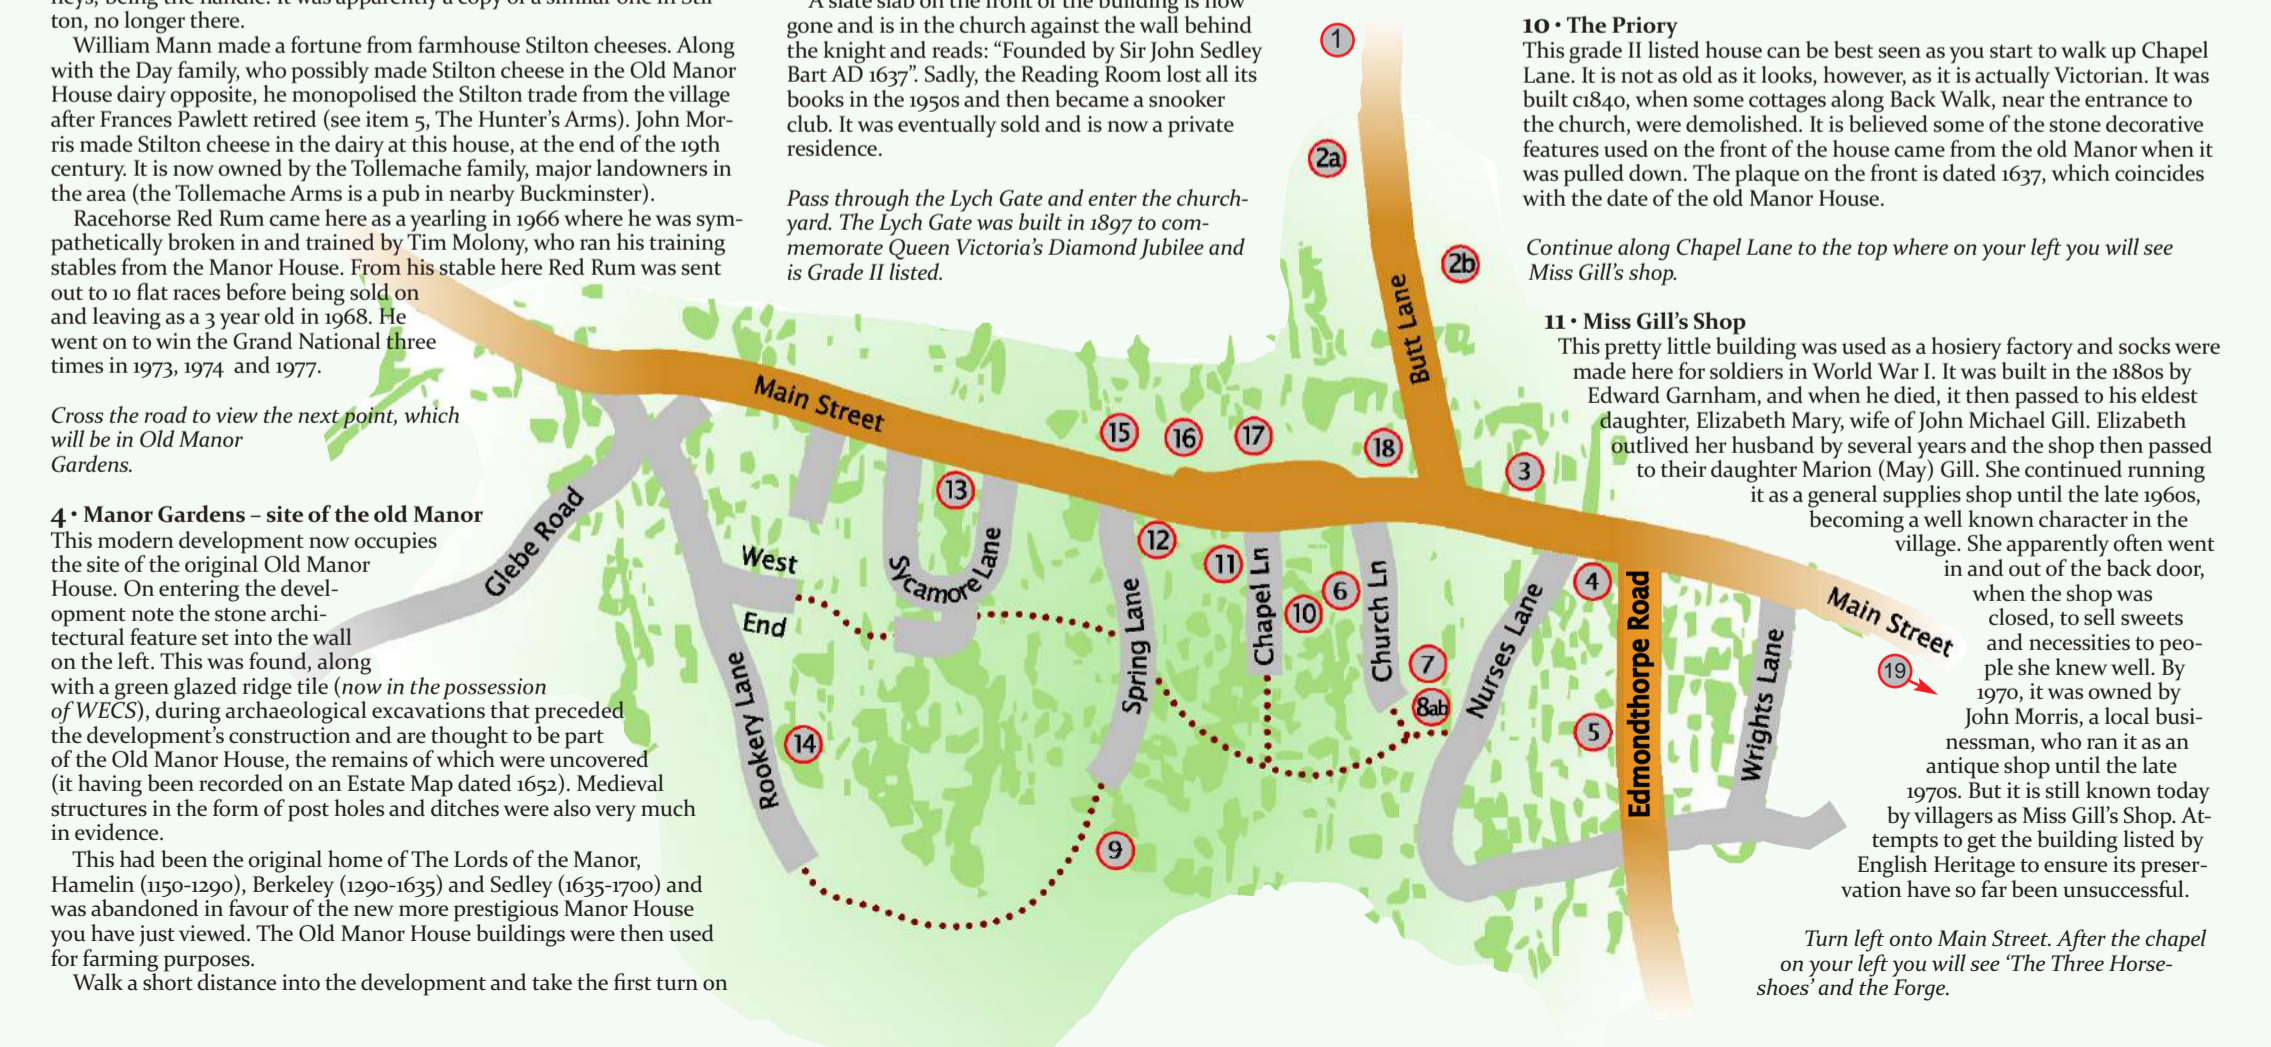 ton, no longer there.
William Mann made a fortune from farmhouse Stilton cheeses. Along
with the Day family, who possibly made Stilton cheese in the Old Manor
House dairy opposite, he monopolised the Stilton trade from the village
after Frances Pawlett retired (see item 5, The Hunter's Arms). John Mor-
ris made Stilton cheese in the dairy at this house, at the end of the 19th
century. It is now owned by the Tollemache family, major landowners in
the area (the Tollemache Arms is a pub in nearby Buckminster).
Racehorse Red Rum came here as a yearling in 1966 where he was sym-
pathetically broken in and trained by Tim Molony, who ran his training
stables from the Manor House. From his stable here Red Rum was sent
out to 10 flat races before being sold on
and leaving as a 3 year old in 1968. He
went on to win the Grand National three
times in 1973, 1974 and 1977.
Cross the road to view the next point, which
will be in Old Manor
Gardens.
4 • Manor Gardens – site of the old Manor
This modern development now occupies
the site of the original Old Manor
House. On entering the devel-
opment note the stone archi-
tectural feature set into the wall
on the left. This was found, along
with a green glazed ridge tile (now in the possession
of WECS), during archaeological excavations that preceded
the development's construction and are thought to be part
of the Old Manor House, the remains of which were uncovered
(it having been recorded on an Estate Map dated 1652). Medieval
structures in the form of post holes and ditches were also very much
in evidence.
This had been the original home of The Lords of the Manor,
Hamelin (1150-1290), Berkeley (1290-1635) and Sedley (1635-1700) and
was abandoned in favour of the new more prestigious Manor House
you have just viewed. The Old Manor House buildings were then used
for farming purposes.
Walk a short distance into the development and take the first turn on
A slate slab on the front of the building is now
gone and is in the church against the wall behind
the knight and reads: “Founded by Sir John Sedley
Bart AD 1637”. Sadly, the Reading Room lost all its
books in the 1950s and then became a snooker
club. It was eventually sold and is now a private
residence.
Pass through the Lych Gate and enter the church-
yard. The Lych Gate was built in 1897 to com-
memorate Queen Victoria's Diamond Jubilee and
is Grade II listed.
10 • The Priory
This grade II listed house can be best seen as you start to walk up Chapel
Lane. It is not as old as it looks, however, as it is actually Victorian. It was
built c1840, when some cottages along Back Walk, near the entrance to
the church, were demolished. It is believed some of the stone decorative
features used on the front of the house came from the old Manor when it
was pulled down. The plaque on the front is dated 1637, which coincides
with the date of the old Manor House.
Continue along Chapel Lane to the top where on your left you will see
Miss Gill's shop.
11 • Miss Gill's Shop
This pretty little building was used as a hosiery factory and socks were
made here for soldiers in World War I. It was built in the 1880s by
Edward Garnham, and when he died, it then passed to his eldest
daughter, Elizabeth Mary, wife of John Michael Gill. Elizabeth
outlived her husband by several years and the shop then passed
to their daughter Marion (May) Gill. She continued running
it as a general supplies shop until the late 1960s,
becoming a well known character in the
village. She apparently often went
in and out of the back door,
when the shop was
closed, to sell sweets
and necessities to peo-
ple she knew well. By
1970, it was owned by
John Morris, a local busi-
nessman, who ran it as an
antique shop until the late
1970s. But it is still known today
by villagers as Miss Gill's Shop. At-
tempts to get the building listed by
English Heritage to ensure its preser-
vation have so far been unsuccessful.
Turn left onto Main Street. After the chapel
on your left you will see ‘The Three Horse-
shoes’ and the Forge.
1
2a
2b
Butt Lane
Main Street
15
16
17
18
3
13
12
11
10
6
4
7
8ab
5
14
9
19
Glebe Road
West
End
Sycamore Lane
Rookery Lane
Spring Lane
Chapel Ln
Church Ln
Nurses Lane
Edmondthorpe Road
Wrights Lane
Main Street